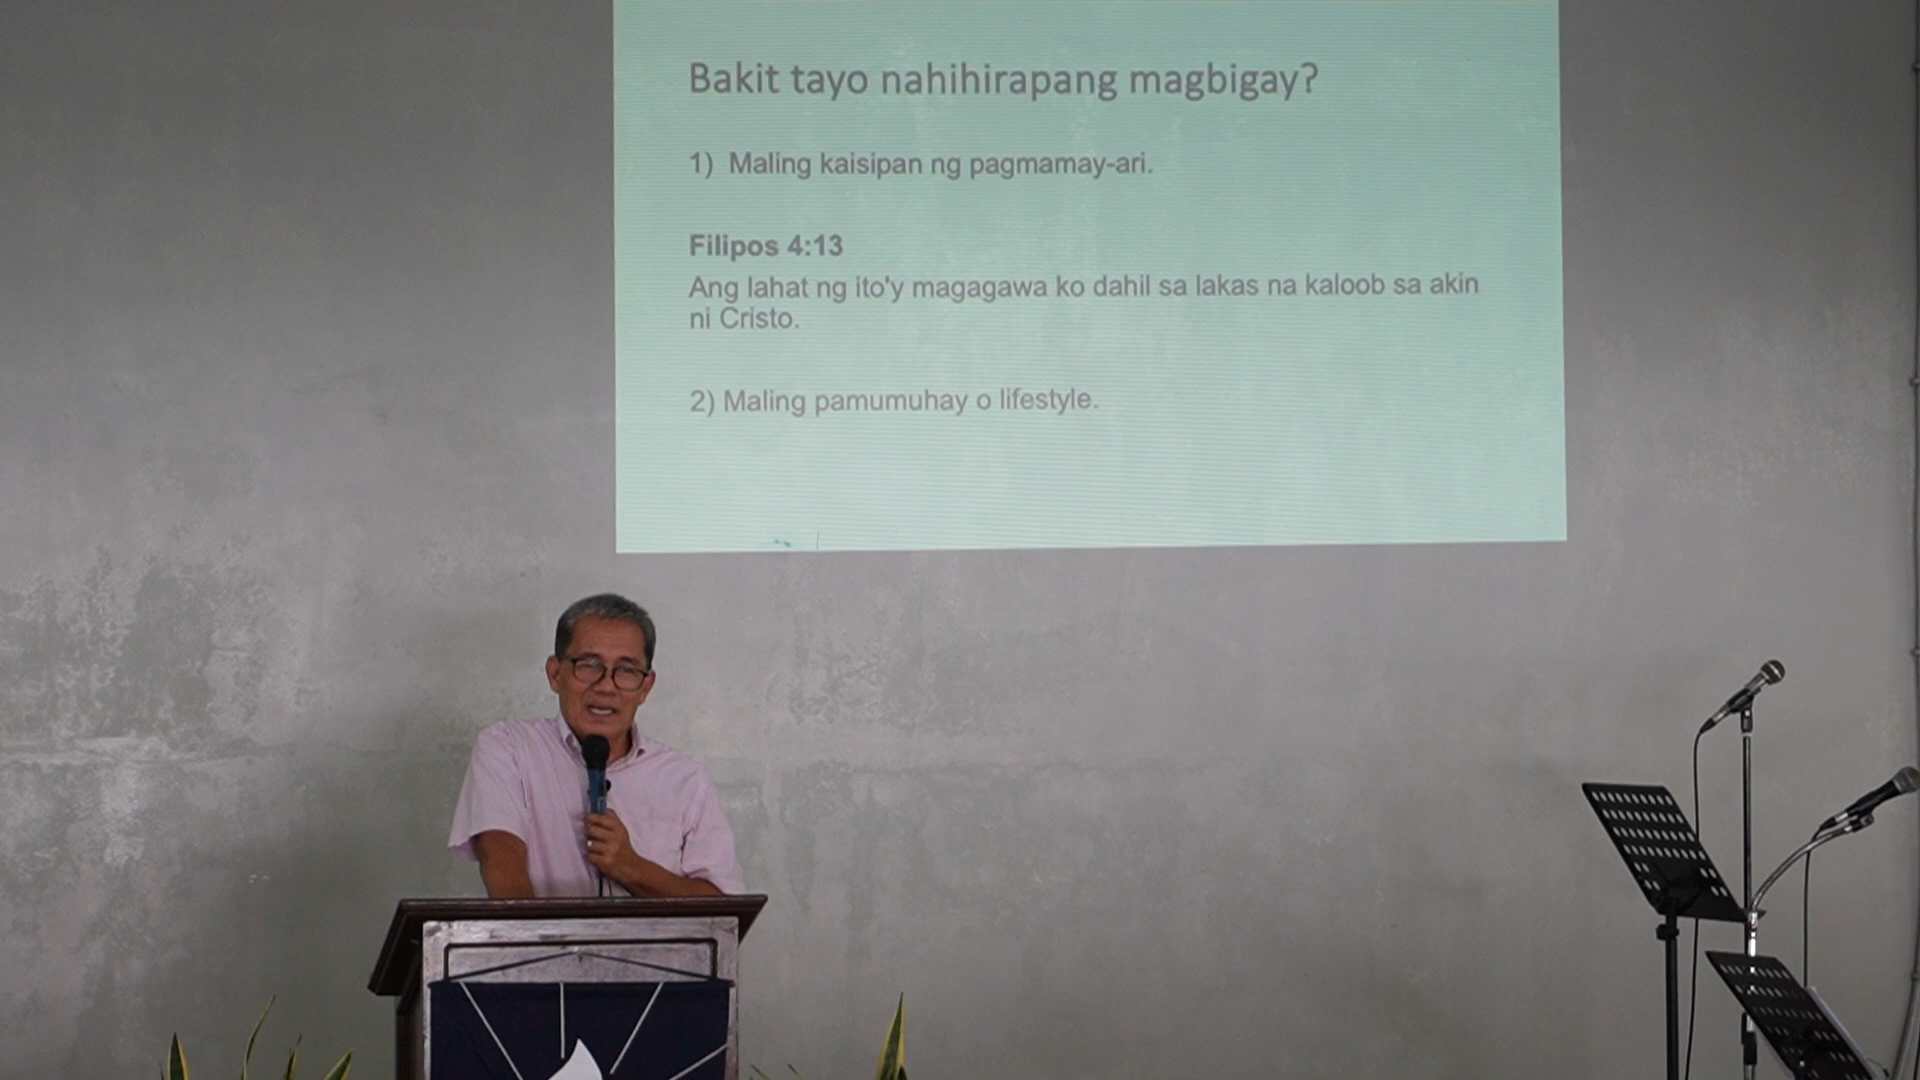 Bakit tayo nahihirapang magbigay?
1) Maling kaisipan ng pagmamay-ari.
Filipos 4:13
Ang lahat ng ito'y magagawa ko dahil sa lakas na kaloob sa akin
ni Cristo.
2) Maling pamumuhay o lifestyle.